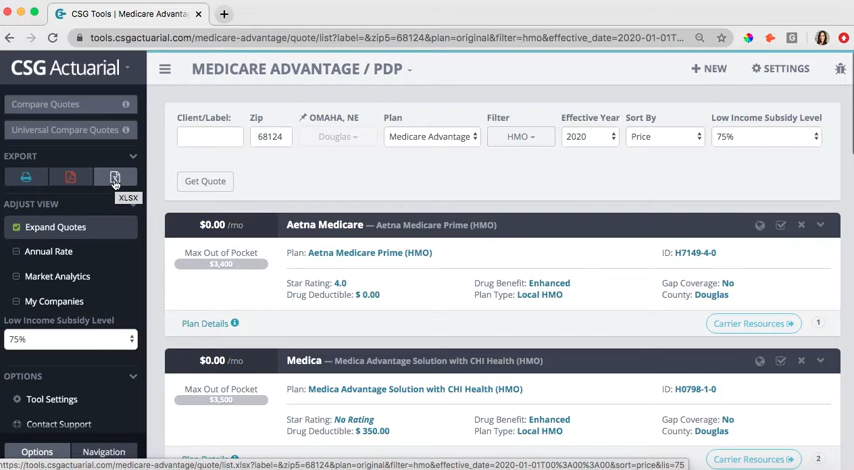 CSG Tools | Medicare Advantag
tools.csgactuarial.com/medicare-advantage/quote/list?label=&zip5=68124&plan=original&filter=hmo&effective_date=2020-01-01T...
CSG Actuarial
MEDICARE ADVANTAGE / PDP
NEW
SETTINGS
Compare Quotes
Universal Compare Quotes
EXPORT
XLSX
ADJUST VIEW
Expand Quotes
Annual Rate
Market Analytics
My Companies
Low Income Subsidy Level
75%
OPTIONS
Tool Settings
Contact Support
Options Navigation
Client/Label: Zip OMAHA, NE Plan Filter Effective Year Sort By Low Income Subsidy Level
68124 Douglas Medicare Advantage HMO 2020 Price 75%
Get Quote
$0.00 /mo Aetna Medicare — Aetna Medicare Prime (HMO)
Max Out of Pocket Plan: Aetna Medicare Prime (HMO) ID: H7149-4-0
$3,400
Star Rating: 4.0 Drug Benefit: Enhanced Gap Coverage: No
Drug Deductible: $ 0.00 Plan Type: Local HMO County: Douglas
Plan Details Carrier Resources 1
$0.00 /mo Medica — Medica Advantage Solution with CHI Health (HMO)
Max Out of Pocket Plan: Medica Advantage Solution with CHI Health (HMO) ID: H0798-1-0
$3,500
Star Rating: No Rating Drug Benefit: Enhanced Gap Coverage: No
Drug Deductible: $ 350.00 Plan Type: Local HMO County: Douglas
Carrier Resources 2
https://tools.csgactuarial.com/medicare-advantage/quote/list.xlsx?label=&zip5=68124&plan=original&filter=hmo&effective_date=2020-01-01T00%3A00%3A00&sort=price&lis=75